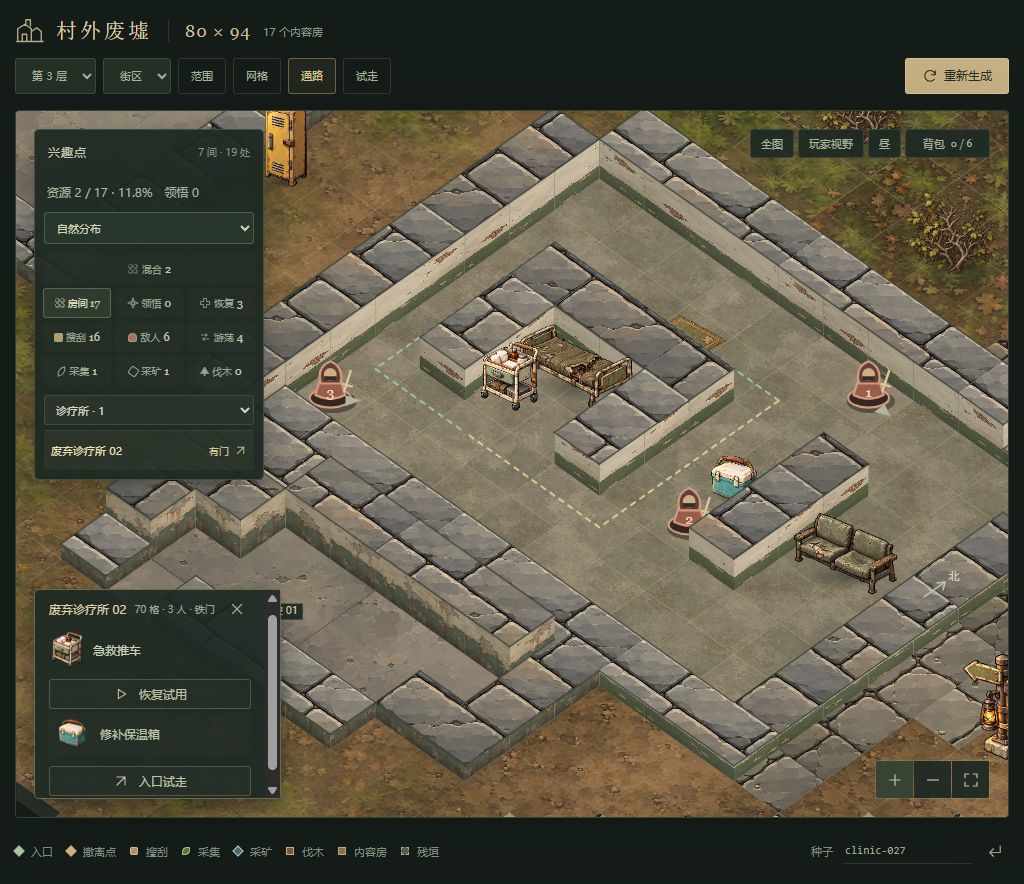 村外废墟 80 × 94 17 个内容房
第 3 层 街区 范围 网格 通路 试走 重新生成
兴趣点 7 间 · 19 处
全图 玩家视野 昼 背包 0 / 6
资源 2 / 17 · 11.8% 领悟 0
自然分布
混合 2
房间 17 领悟 0 恢复 3
搜刮 16 敌人 6 游荡 4
采集 1 采矿 1 伐木 0
诊疗所 · 1
废弃诊疗所 02 有门
3
1
2
北
废弃诊疗所 02 70 格 · 3 人 · 铁门
01
急救推车
恢复试用
修补保温箱
入口试走
入口 撤离点 搜刮 采集 采矿 伐木 内容房 残垣 种子 clinic-027